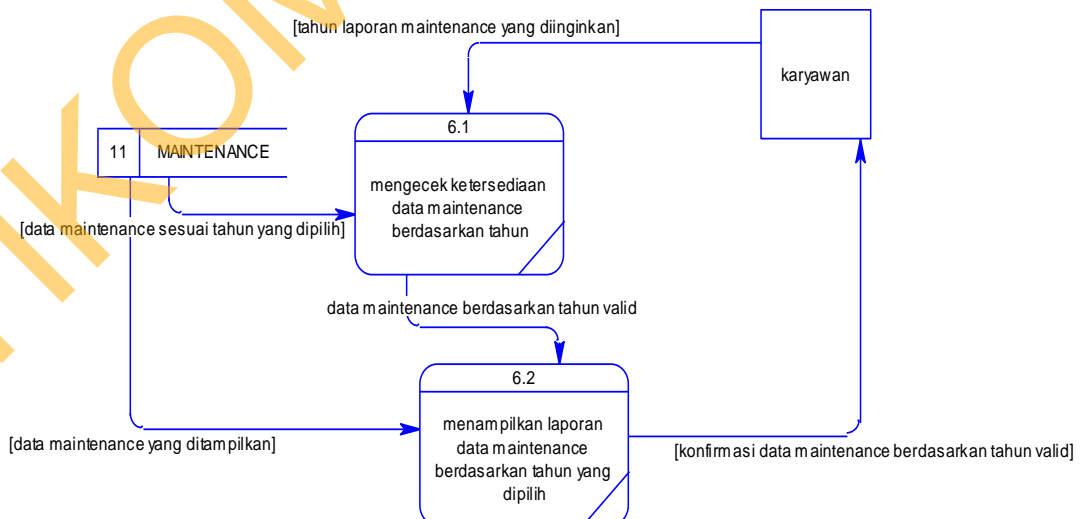 [tahun laporan maintenance yang diinginkan]
karyawan
6.1
11 MAINTENANCE
mengecek ketersediaan
data maintenance
berdasarkan tahun
[data maintenance sesuai tahun yang dipilih]
data maintenance berdasarkan tahun valid
6.2
menampilkan laporan
data maintenance
berdasarkan tahun yang
dipilih
[data maintenance yang ditampilkan]
[konfirmasi data maintenance berdasarkan tahun valid]
IKOM